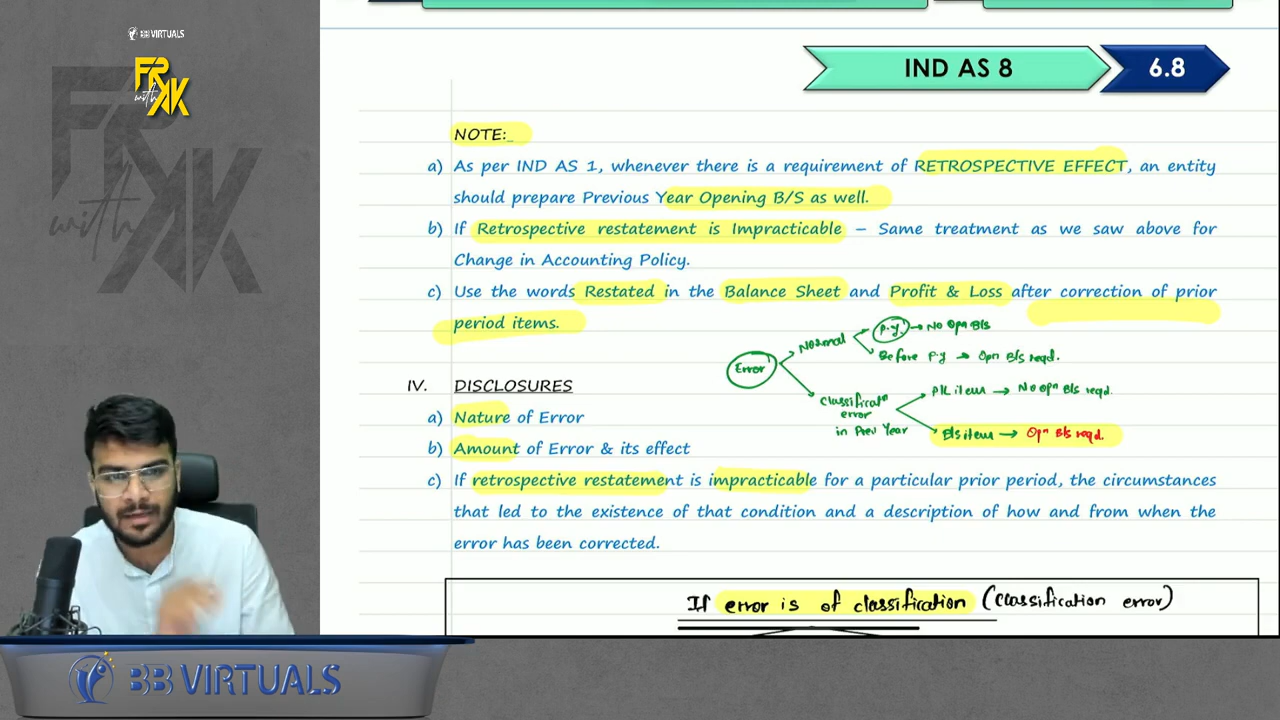 BB VIRTUALS
FR
with
AK
IND AS 8
6.8
NOTE:_
a) As per IND AS 1, whenever there is a requirement of RETROSPECTIVE EFFECT, an entity
should prepare Previous Year Opening B/S as well.
b) If Retrospective restatement is Impracticable – Same treatment as we saw above for
Change in Accounting Policy.
c) Use the words Restated in the Balance Sheet and Profit & Loss after correction of prior
period items.
Error
Normal
P.Y → No Opn B/s
Before P.Y → Opn B/s reqd.
Classificatn
error
in Prev Year
P/L item → No opn B/s reqd.
B/s item → Opn B/s reqd.
IV. DISCLOSURES
a) Nature of Error
b) Amount of Error & its effect
c) If retrospective restatement is impracticable for a particular prior period, the circumstances
that led to the existence of that condition and a description of how and from when the
error has been corrected.
If error is of classification (Classification error)
BB VIRTUALS